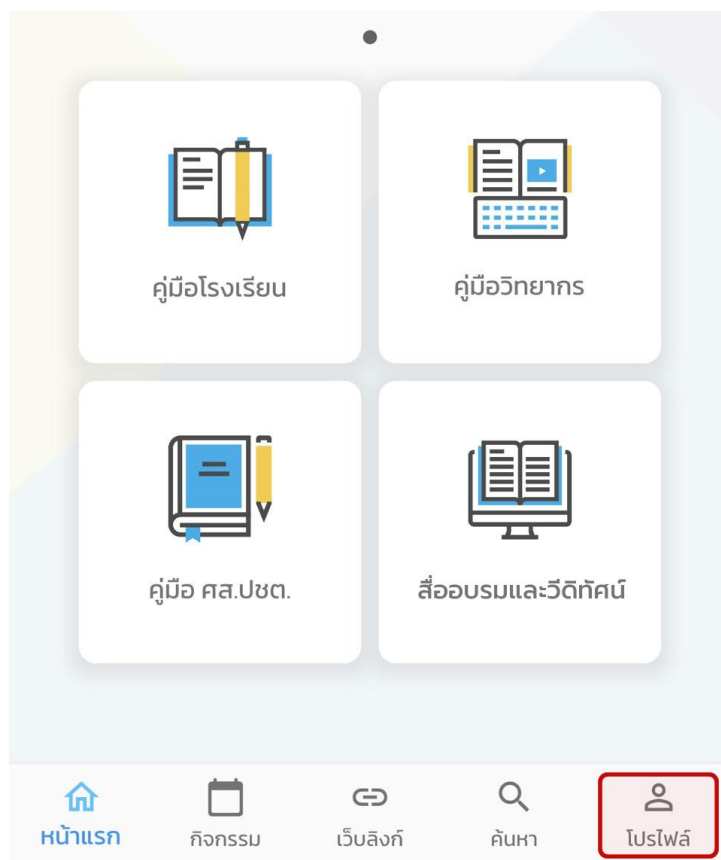 คู่มือโรงเรียน
คู่มือวิทยากร
คู่มือ ศส.ปชต.
สื่ออบรมและวีดิทัศน์
หน้าแรก
กิจกรรม
เว็บลิงก์
ค้นหา
โปรไฟล์